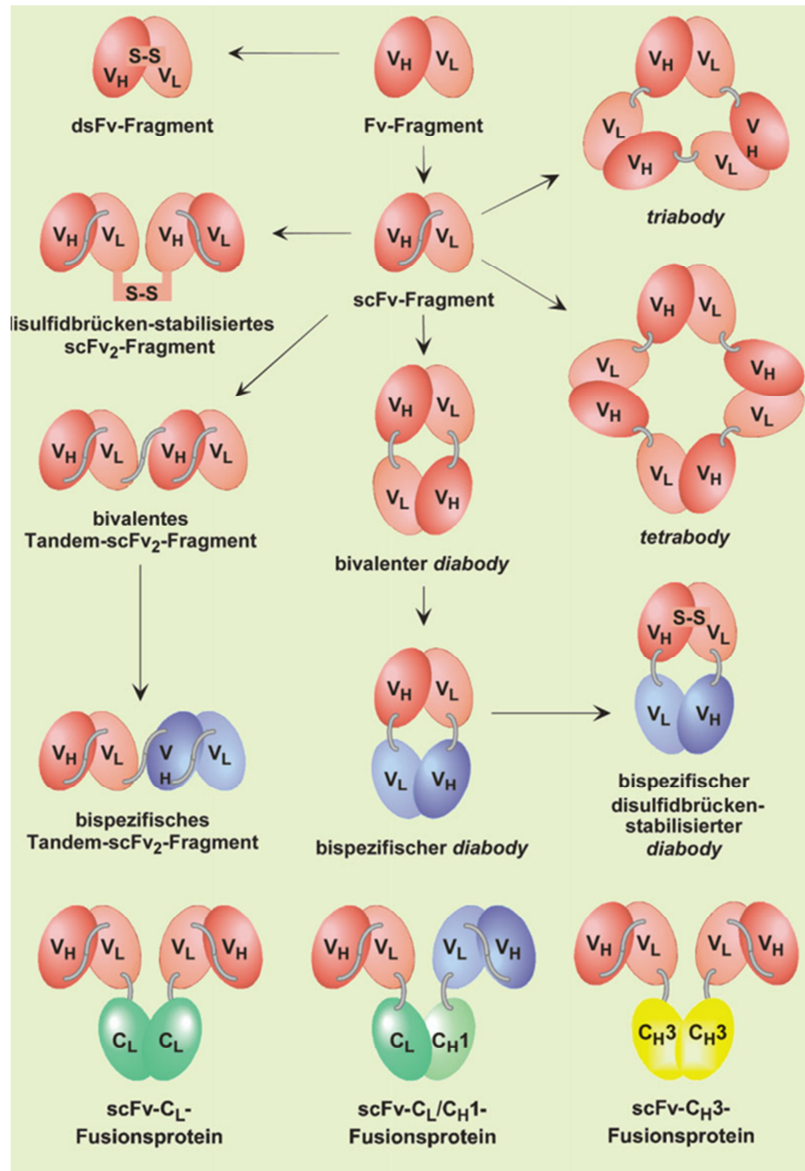 S-S
VH VL
dsFv-Fragment
VH VL
Fv-Fragment
VH VL
VL VH
VH VL
triabody
VH VL VH VL
S-S
disulfidbrücken-stabilisiertes
scFv2-Fragment
VH VL
scFv-Fragment
VH VL
VL VH
VH VL
VL VH
tetrabody
VH VL VH VL
bivalentes
Tandem-scFv2-Fragment
VH VL
VL VH
bivalenter diabody
S-S
VH VL
VL VH
bispezifischer
disulfidbrücken-
stabilisierter
diabody
VH VL VH VL
bispezifisches
Tandem-scFv2-Fragment
VH VL
VL VH
bispezifischer diabody
VH VL VL VH
CL CL
scFv-CL-
Fusionsprotein
VH VL VL VH
CL CH1
scFv-CL/CH1-
Fusionsprotein
VH VL VL VH
CH3 CH3
scFv-CH3-
Fusionsprotein